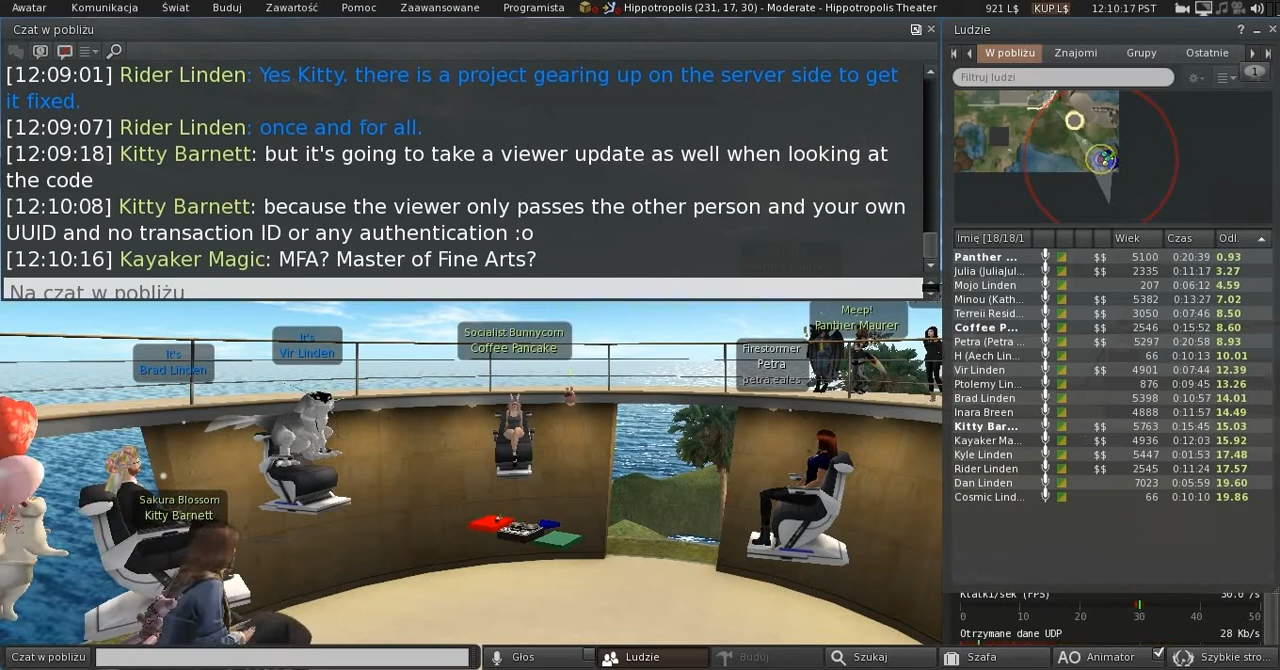 Awatar Komunikacja Świat Buduj Zawartość Pomoc Zaawansowane Programista Hippotropolis (231, 17, 30) - Moderate - Hippotropolis Theater 921 L$ KUP L$ 12:10:17 PST
Czat w pobliżu
[12:09:01] Rider Linden: Yes Kitty, there is a project gearing up on the server side to get
it fixed.
[12:09:07] Rider Linden: once and for all.
[12:09:18] Kitty Barnett: but it's going to take a viewer update as well when looking at
the code
[12:10:08] Kitty Barnett: because the viewer only passes the other person and your own
UUID and no transaction ID or any authentication :o
[12:10:16] Kayaker Magic: MFA? Master of Fine Arts?
Na czat w pobliżu
Ludzie
W pobliżu Znajomi Grupy Ostatnie
Filtruj ludzi
1
Imię [18/18/1 Wiek Czas Odl.
Panther ... $$ 5100 0:20:39 0.93
Julia (JuliaJul... $$ 2335 0:11:17 3.27
Mojo Linden 207 0:06:12 4.59
Minou (Kath... $$ 5382 0:13:27 7.02
Terreii Resid... $$ 3050 0:07:46 8.50
Coffee P... $$ 2546 0:15:52 8.60
Petra (Petra ... $$ 5297 0:20:58 8.93
H (Aech Lin... 66 0:10:13 10.01
Vir Linden $$ 4901 0:07:44 12.39
Ptolemy Lin... 876 0:09:45 13.26
Brad Linden 5398 0:10:57 14.01
Inara Breen 4888 0:11:57 14.49
Kitty Bar... $$ 5763 0:15:45 15.03
Kayaker Ma... $$ 4936 0:12:03 15.92
Kyle Linden $$ 5447 0:01:53 17.48
Rider Linden $$ 2545 0:11:24 17.57
Dan Linden 7023 0:05:59 19.60
Cosmic Lind... 66 0:10:10 19.86
Klatki/sek (FPS) 30.0 /s
0 10 20 30 40 50
Otrzymane dane UDP 28 Kb/s
It's
Brad Linden
It's
Vir Linden
Socialist Bunnycorn
Coffee Pancake
Firestormer
Petra
petra.eales
Meep!
Panther Maurer
Sakura Blossom
Kitty Barnett
Czat w pobliżu Głos Ludzie Buduj Szukaj Szafa AO Animator Szybkie stro...